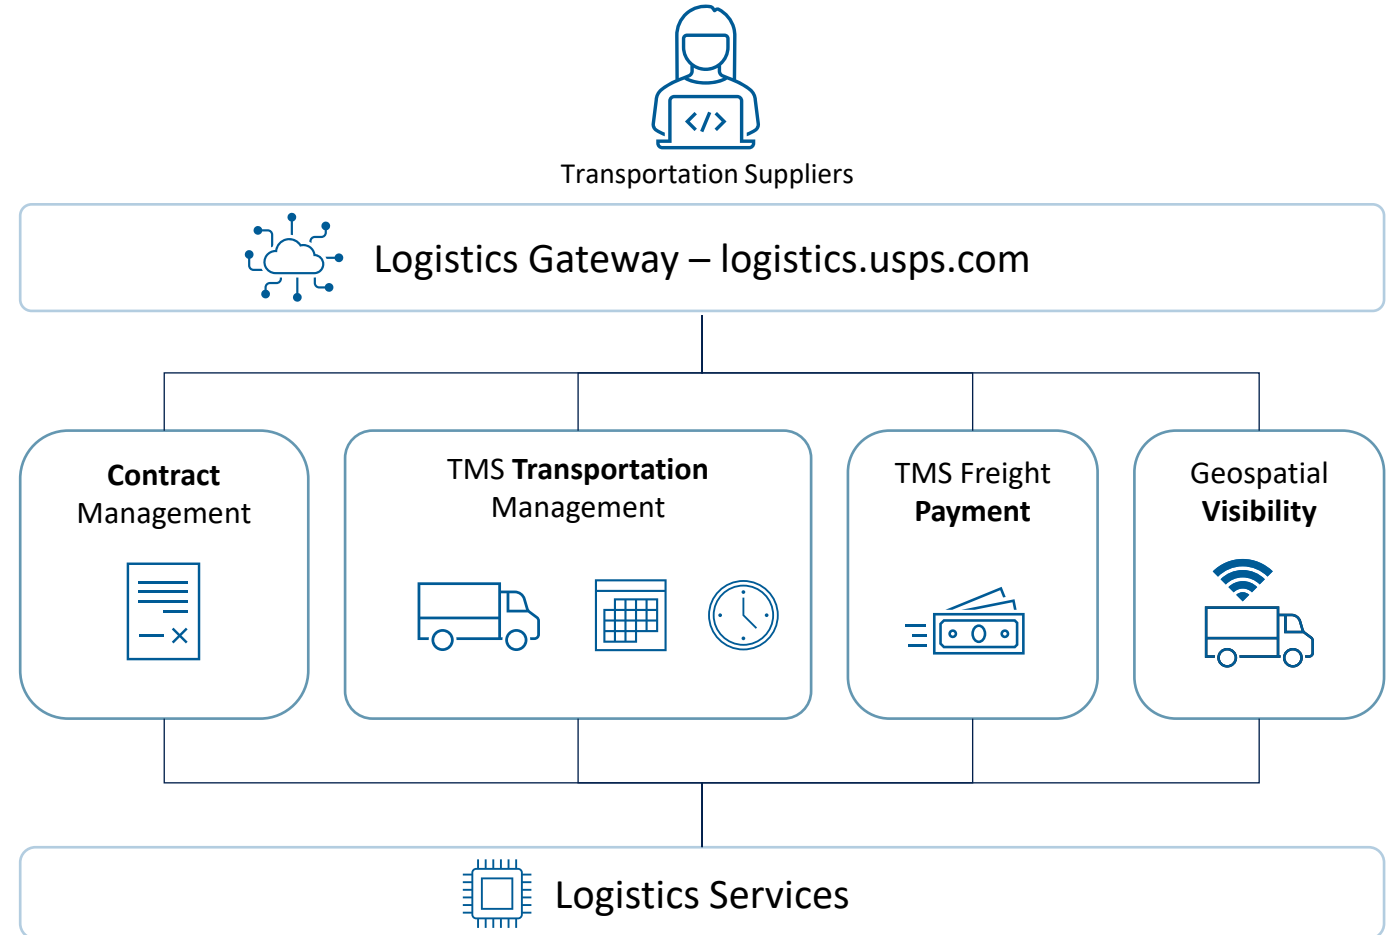 Transportation Suppliers
Logistics Gateway – logistics.usps.com
Contract
Management
TMS Transportation
Management
TMS Freight
Payment
Geospatial
Visibility
Logistics Services